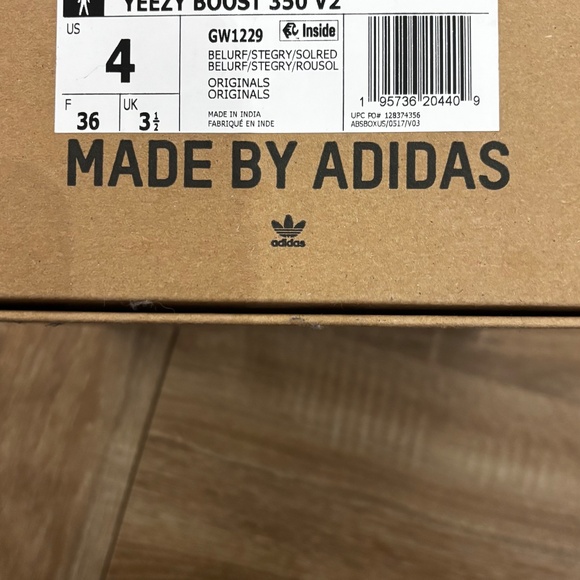 YEEZY BOOST 350 V2
US
4
F
36
UK
3½
GW1229
Inside
BELURF/STEGRY/SOLRED
BELURF/STEGRY/ROUSOL
ORIGINALS
ORIGINALS
MADE IN INDIA
FABRIQUÉ EN INDE
1 95736 20440 9
UPC PO# 128374356
ABSBOXUS/0517/V03
MADE BY ADIDAS
adidas